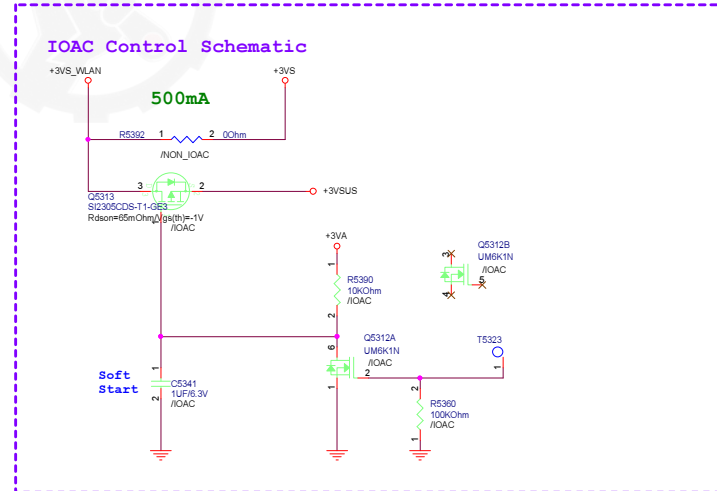 IOAC Control Schematic
+3VS_WLAN
+3VS
500mA
R5392 1 2 0Ohm
/NON_IOAC
3 2
+3VSUS
Q5313
SI2305CDS-T1-GE3
Rdson=65mOhm/Vgs(th)=-1V
1
/IOAC
+3VA
1
R5390
10KOhm
/IOAC
2
Q5312B
UM6K1N
/IOAC
3
5
4
Q5312A
UM6K1N
/IOAC
6
2
1
T5323
1
Soft
Start
1
C5341
1UF/6.3V
/IOAC
2
2
R5360
100KOhm
/IOAC
1